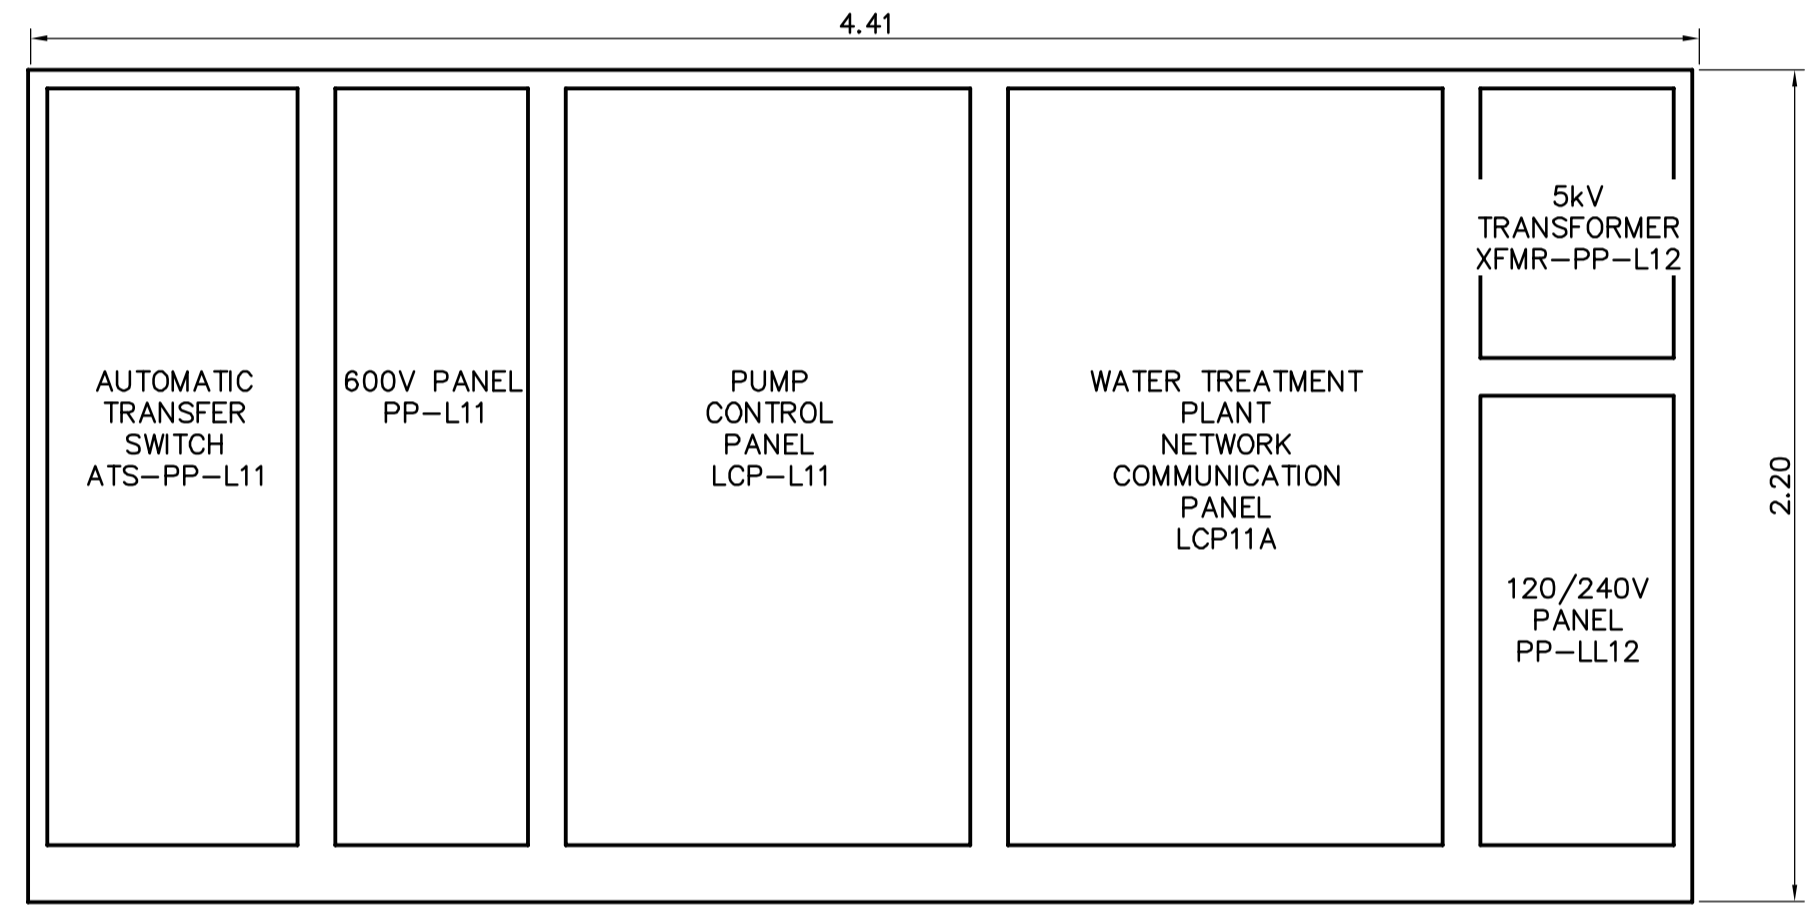 4.41
AUTOMATIC
TRANSFER
SWITCH
ATS-PP-L11
600V PANEL
PP-L11
PUMP
CONTROL
PANEL
LCP-L11
WATER TREATMENT
PLANT
NETWORK
COMMUNICATION
PANEL
LCP11A
5kV
TRANSFORMER
XFMR-PP-L12
120/240V
PANEL
PP-LL12
2.20